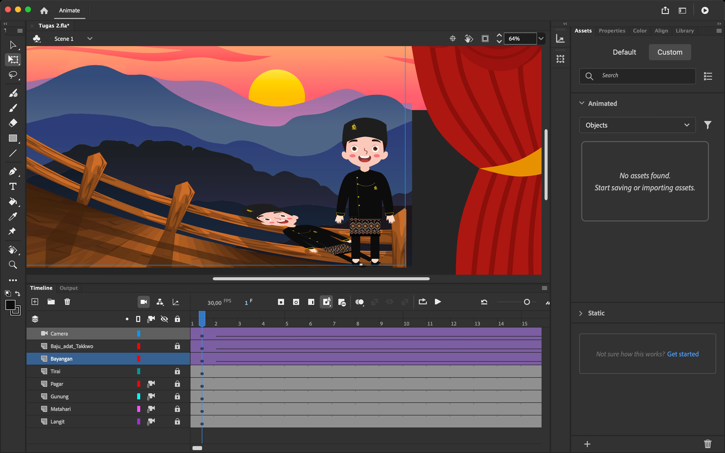 Animate
Tugas 2.fla*
Scene 1
64%
Assets
Properties
Color
Align
Library
Default
Custom
Search
Animated
Objects
No assets found.
Start saving or importing assets.
Static
Not sure how this works? Get started
Timeline
Output
30,00 FPS
1 F
1 2 3 4 5 6 7 8 9 10 11 12 13 14 15
Camera
Baju_adat_Takkwo
Bayangan
Tirai
Pagar
Gunung
Matahari
Langit